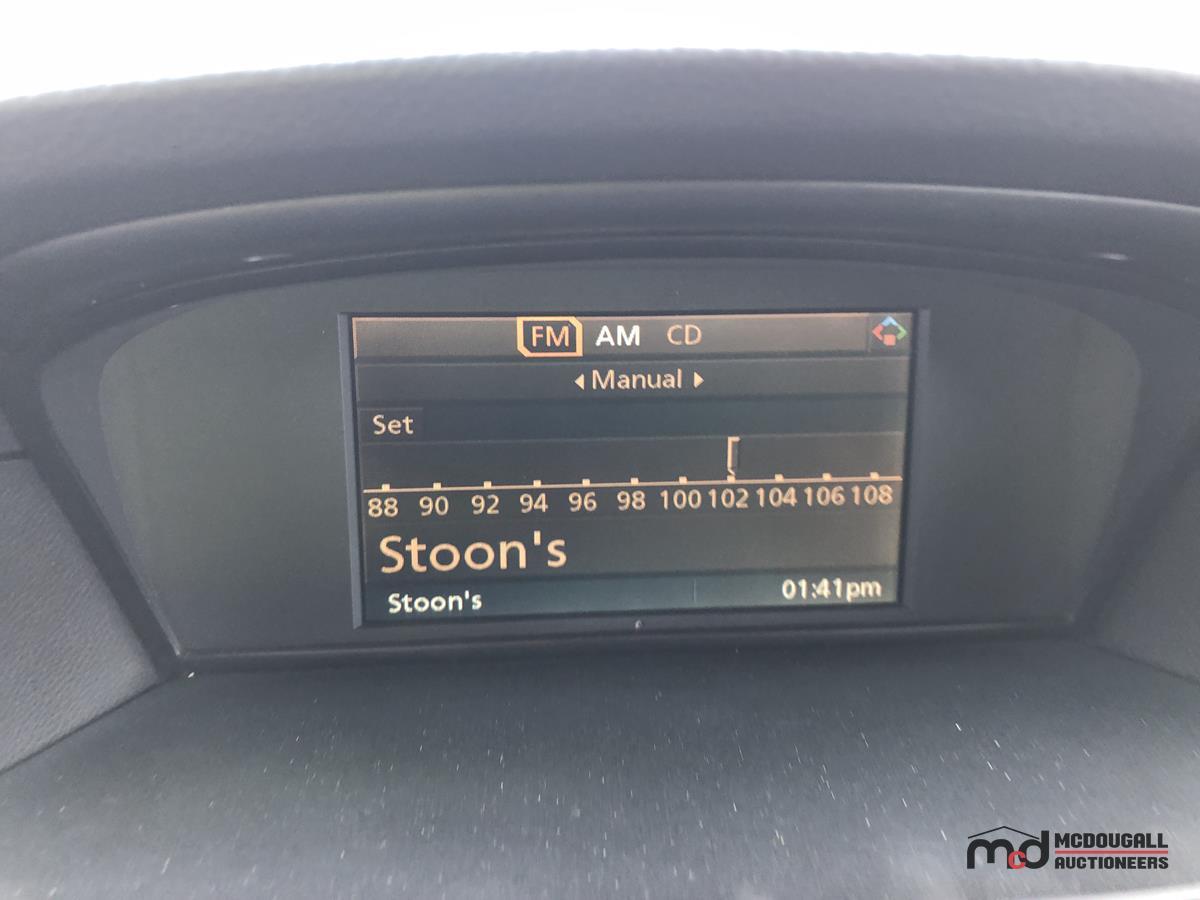 FM AM CD
Manual
Set
88 90 92 94 96 98 100 102 104 106 108
Stoon's
Stoon's 01:41pm
mcd MCDOUGALL
AUCTIONEERS